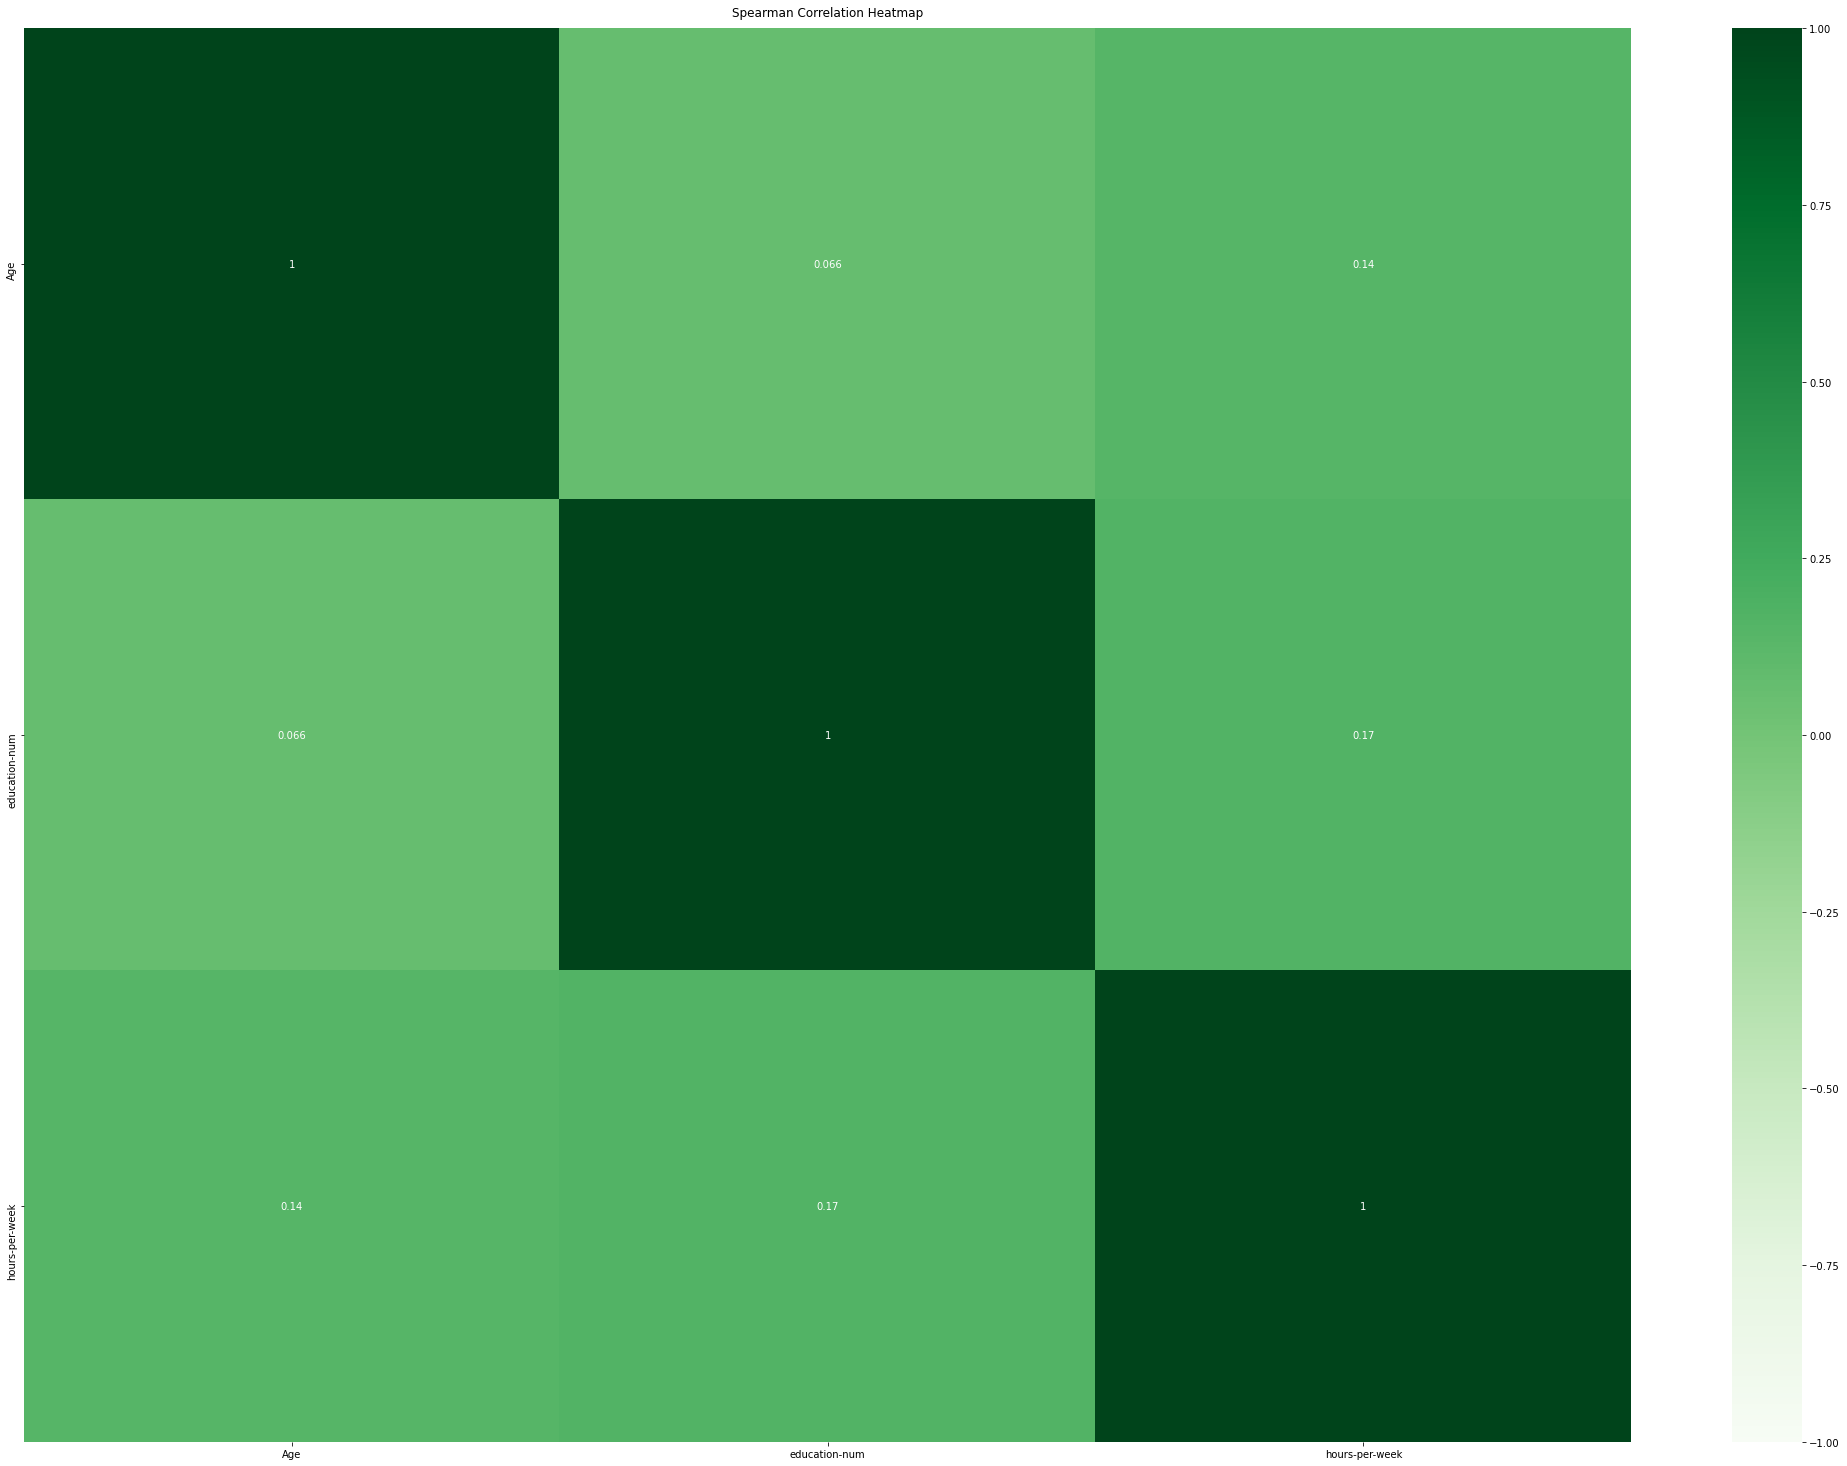 Spearman Correlation Heatmap
Age
1
0.066
0.14
education-num
0.066
1
0.17
hours-per-week
0.14
0.17
1
Age
education-num
hours-per-week
1.00
0.75
0.50
0.25
0.00
−0.25
−0.50
−0.75
−1.00